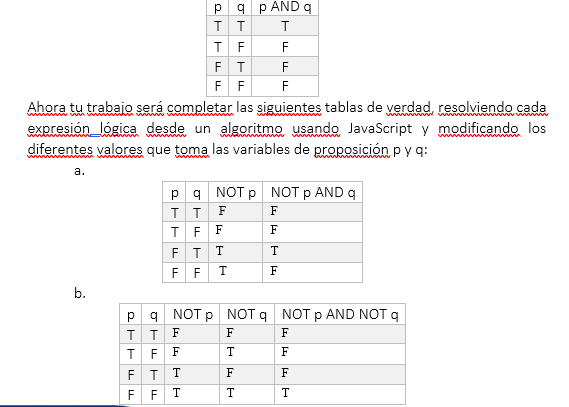 p q p AND q
T T T
T F F
F T F
F F F
Ahora tu trabajo será completar las siguientes tablas de verdad, resolviendo cada
expresión lógica desde un algoritmo usando JavaScript y modificando los
diferentes valores que toma las variables de proposición p y q:
a.
p q NOT p NOT p AND q
T T F F
T F F F
F T T T
F F T F
b.
p q NOT p NOT q NOT p AND NOT q
T T F F F
T F F T F
F T T F F
F F T T T